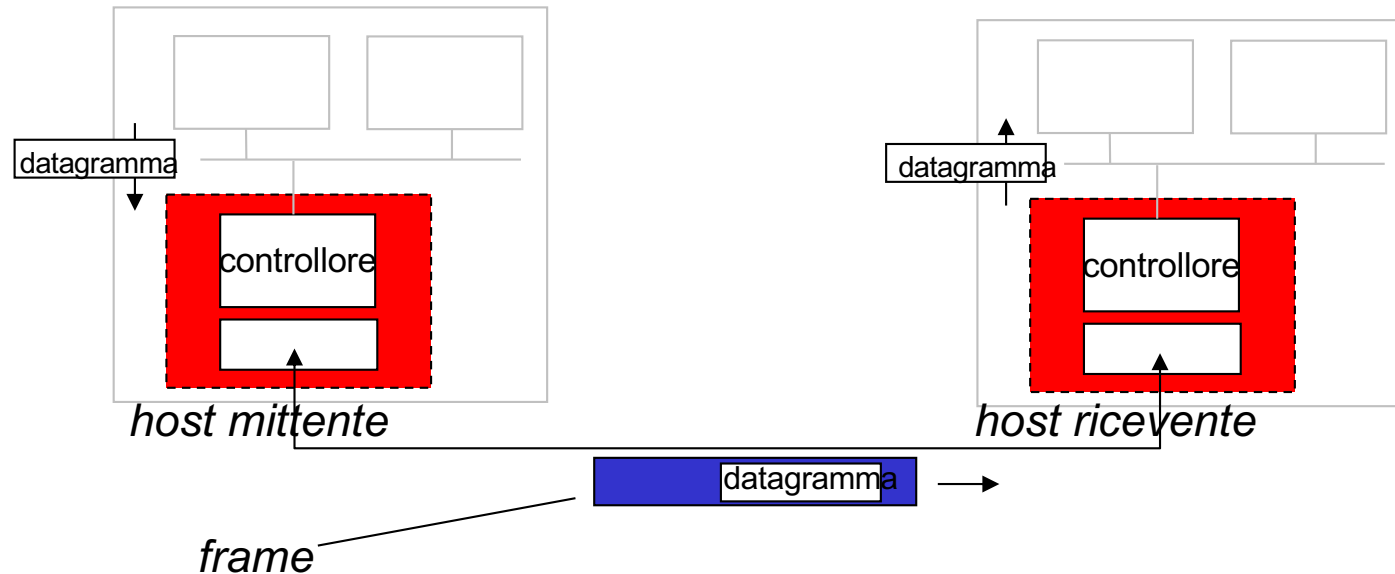 datagramma
datagramma
controllore
controllore
host mittente
host ricevente
datagramma
frame